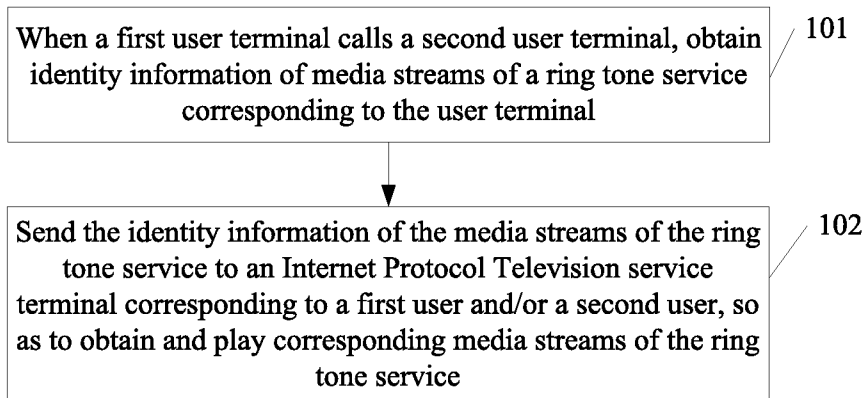 When a first user terminal calls a second user terminal, obtain
identity information of media streams of a ring tone service
corresponding to the user terminal
101
Send the identity information of the media streams of the ring
tone service to an Internet Protocol Television service
terminal corresponding to a first user and/or a second user, so
as to obtain and play corresponding media streams of the ring
tone service
102